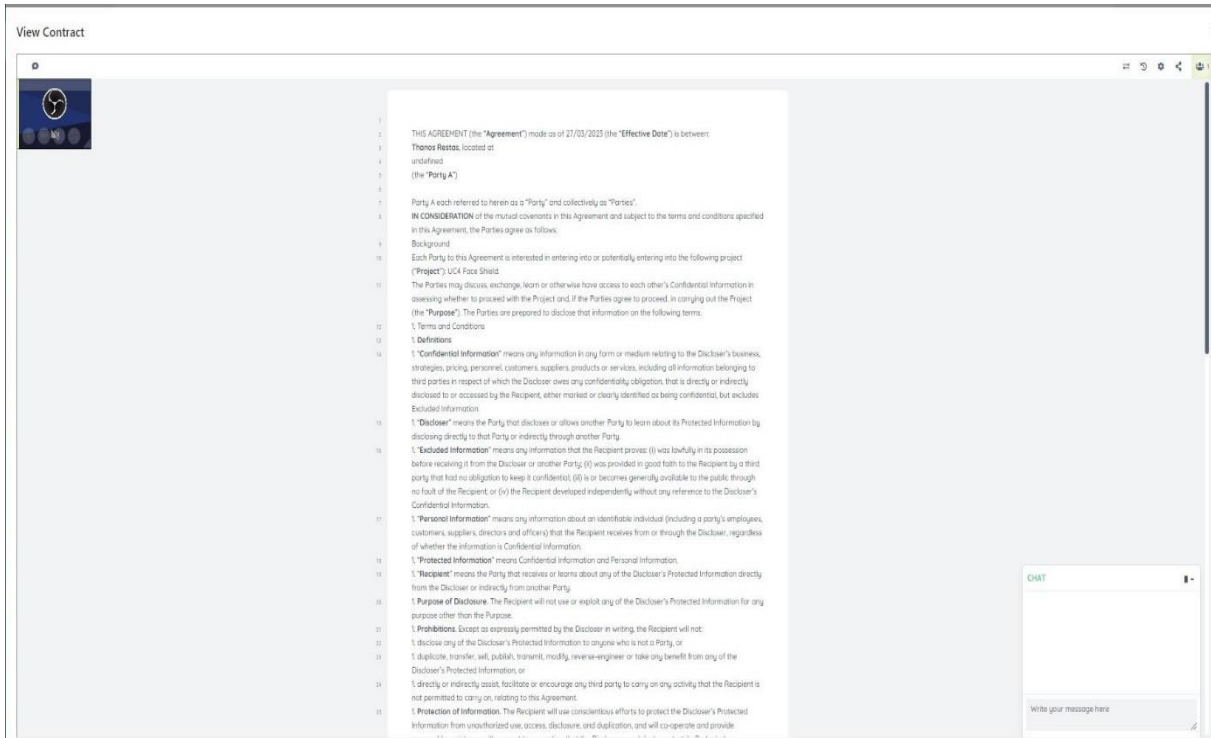 View Contract
1
1
2 THIS AGREEMENT (the "Agreement") made as of 27/03/2023 (the "Effective Date") is between:
3 Thanos Restas, located at
4 undefined
5 (the "Party A")
6
7 Party A each referred to herein as a "Party" and collectively as "Parties".
8 IN CONSIDERATION of the mutual covenants in this Agreement and subject to the terms and conditions specified
in this Agreement, the Parties agree as follows:
9 Background
10 Each Party to this Agreement is interested in entering into or potentially entering into the following project
("Project"): UC4 Face Shield.
11 The Parties may discuss, exchange, learn or otherwise have access to each other's Confidential Information in
assessing whether to proceed with the Project and, if the Parties agree to proceed, in carrying out the Project
(the "Purpose"). The Parties are prepared to disclose that information on the following terms.
12 1. Terms and Conditions
13 1. Definitions
14 1. "Confidential Information" means any information in any form or medium relating to the Discloser's business,
strategies, pricing, personnel, customers, suppliers, products or services, including all information belonging to
third parties in respect of which the Discloser owes any confidentiality obligation, that is directly or indirectly
disclosed to or accessed by the Recipient, either marked or clearly identified as being confidential, but excludes
Excluded Information.
15 1. "Discloser" means the Party that discloses or allows another Party to learn about its Protected Information by
disclosing directly to that Party or indirectly through another Party.
16 1. "Excluded Information" means any information that the Recipient proves: (i) was lawfully in its possession
before receiving it from the Discloser or another Party; (ii) was provided in good faith to the Recipient by a third
party that had no obligation to keep it confidential; (iii) is or becomes generally available to the public through
no fault of the Recipient; or (iv) the Recipient developed independently without any reference to the Discloser's
Confidential Information.
17 1. "Personal Information" means any information about an identifiable individual (including a party's employees,
customers, suppliers, directors and officers) that the Recipient receives from or through the Discloser, regardless
of whether the information is Confidential Information.
18 1. "Protected Information" means Confidential Information and Personal Information.
19 1. "Recipient" means the Party that receives or learns about any of the Discloser's Protected Information directly
from the Discloser or indirectly from another Party.
20 1. Purpose of Disclosure. The Recipient will not use or exploit any of the Discloser's Protected Information for any
purpose other than the Purpose.
21 1. Prohibitions. Except as expressly permitted by the Discloser in writing, the Recipient will not:
22 1. disclose any of the Discloser's Protected Information to anyone who is not a Party, or
23 1. duplicate, transfer, sell, publish, transmit, modify, reverse-engineer or take any benefit from any of the
Discloser's Protected Information, or
24 1. directly or indirectly assist, facilitate or encourage any third party to carry on any activity that the Recipient is
not permitted to carry on, relating to this Agreement.
25 1. Protection of Information. The Recipient will use conscientious efforts to protect the Discloser's Protected
Information from unauthorized use, access, disclosure, and duplication, and will co-operate and provide
CHAT
Write your message here